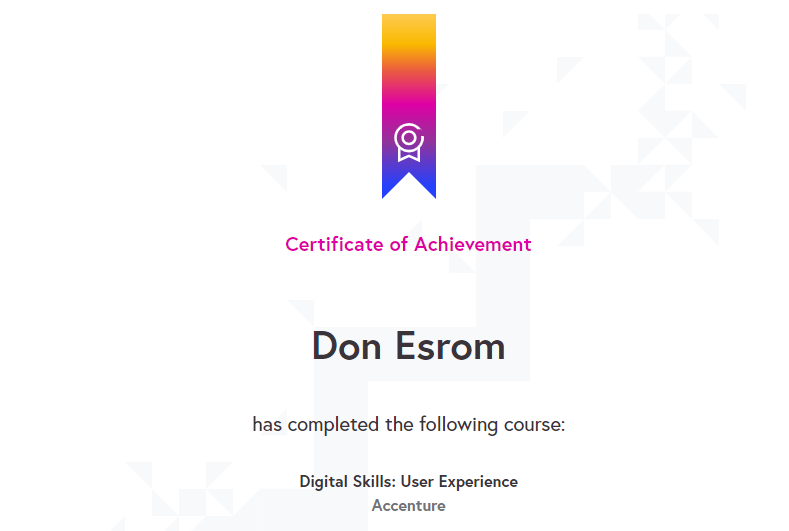 Certificate of Achievement
Don Esrom
has completed the following course:
Digital Skills: User Experience
Accenture